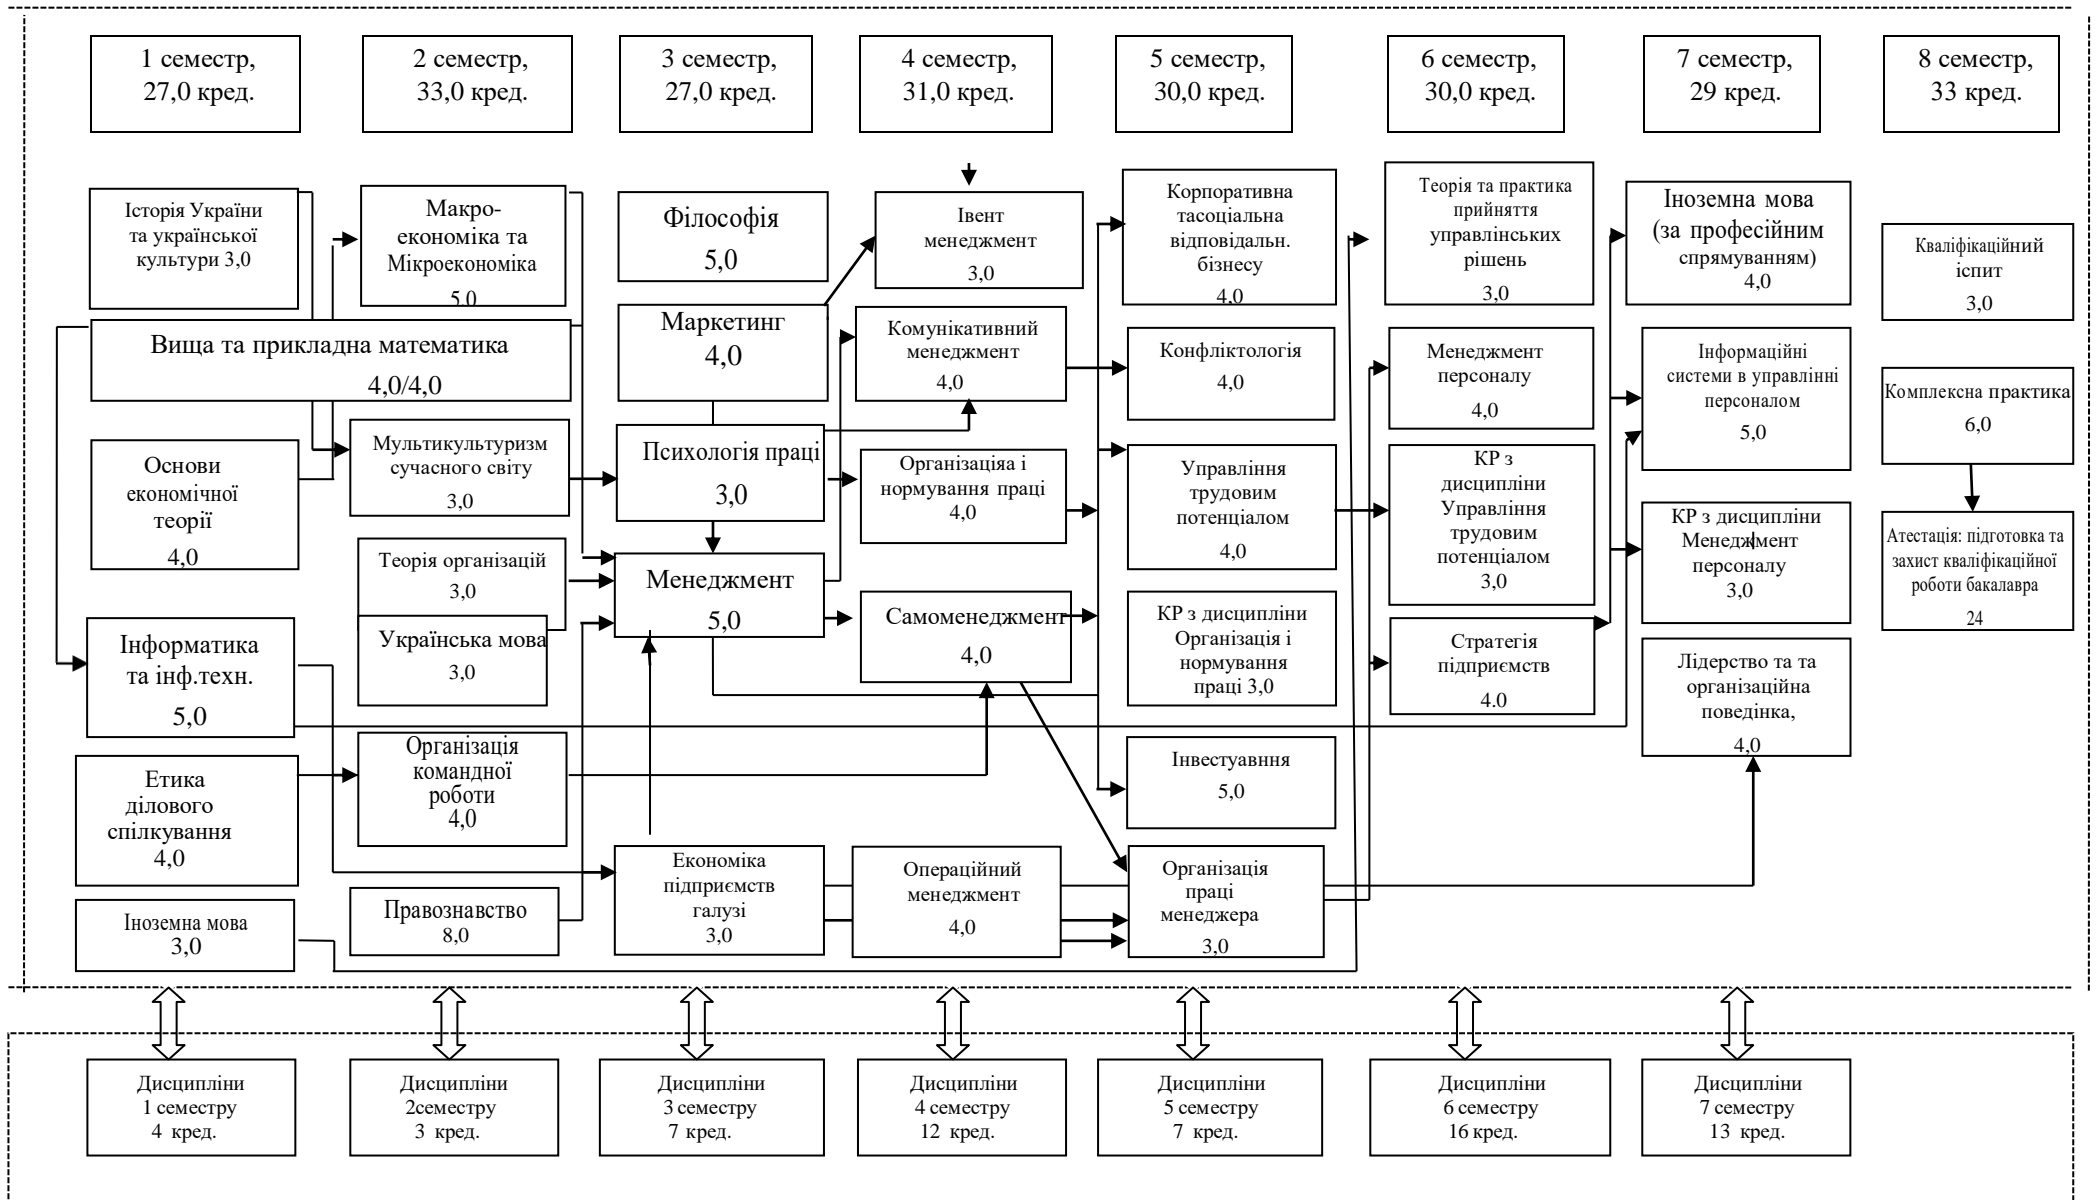 1 семестр,
27,0 кред.
2 семестр,
33,0 кред.
3 семестр,
27,0 кред.
4 семестр,
31,0 кред.
5 семестр,
30,0 кред.
6 семестр,
30,0 кред.
7 семестр,
29 кред.
8 семестр,
33 кред.
Історія України
та української
культури 3,0
Вища та прикладна математика
4,0/4,0
Основи
економічної
теорії
4,0
Інформатика
та інф.техн.
5,0
Етика
ділового
спілкування
4,0
Іноземна мова
3,0
Макро-
економіка та
Мікроекономіка
5,0
Мультикультуризм
сучасного світу
3,0
Теорія організацій
3,0
Українська мова
3,0
Організація
командної
роботи
4,0
Правознавство
8,0
Філософія
5,0
Маркетинг
4,0
Психологія праці
3,0
Менеджмент
5,0
Економіка
підприємств
галузі
3,0
Івент
менеджмент
3,0
Комунікативний
менеджмент
4,0
Організаціяа і
нормування праці
4,0
Самоменеджмент
4,0
Операційний
менеджмент
4,0
Корпоративна
тасоціальна
відповідальн.
бізнесу
4,0
Конфліктологія
4,0
Управління
трудовим
потенціалом
4,0
КР з дисципліни
Організація і
нормування
праці 3,0
Інвестуавння
5,0
Організація
праці
менеджера
3,0
Теорія та практика
прийняття
управлінських
рішень
3,0
Менеджмент
персоналу
4,0
КР з
дисципліни
Управління
трудовим
потенціалом
3,0
Стратегія
підприємств
4.0
Іноземна мова
(за професійним
спрямуванням)
4,0
Інформаційні
системи в управлінні
персоналом
5,0
КР з дисципліни
Менеджмент
персоналу
3,0
Лідерство та та
організаційна
поведінка,
4,0
Кваліфікаційний
іспит
3,0
Комплексна практика
6,0
Атестація: підготовка та
захист кваліфікаційної
роботи бакалавра
24
Дисципліни
1 семестру
4 кред.
Дисципліни
2семестру
3 кред.
Дисципліни
3 семестру
7 кред.
Дисципліни
4 семестру
12 кред.
Дисципліни
5 семестру
7 кред.
Дисципліни
6 семестру
16 кред.
Дисципліни
7 семестру
13 кред.